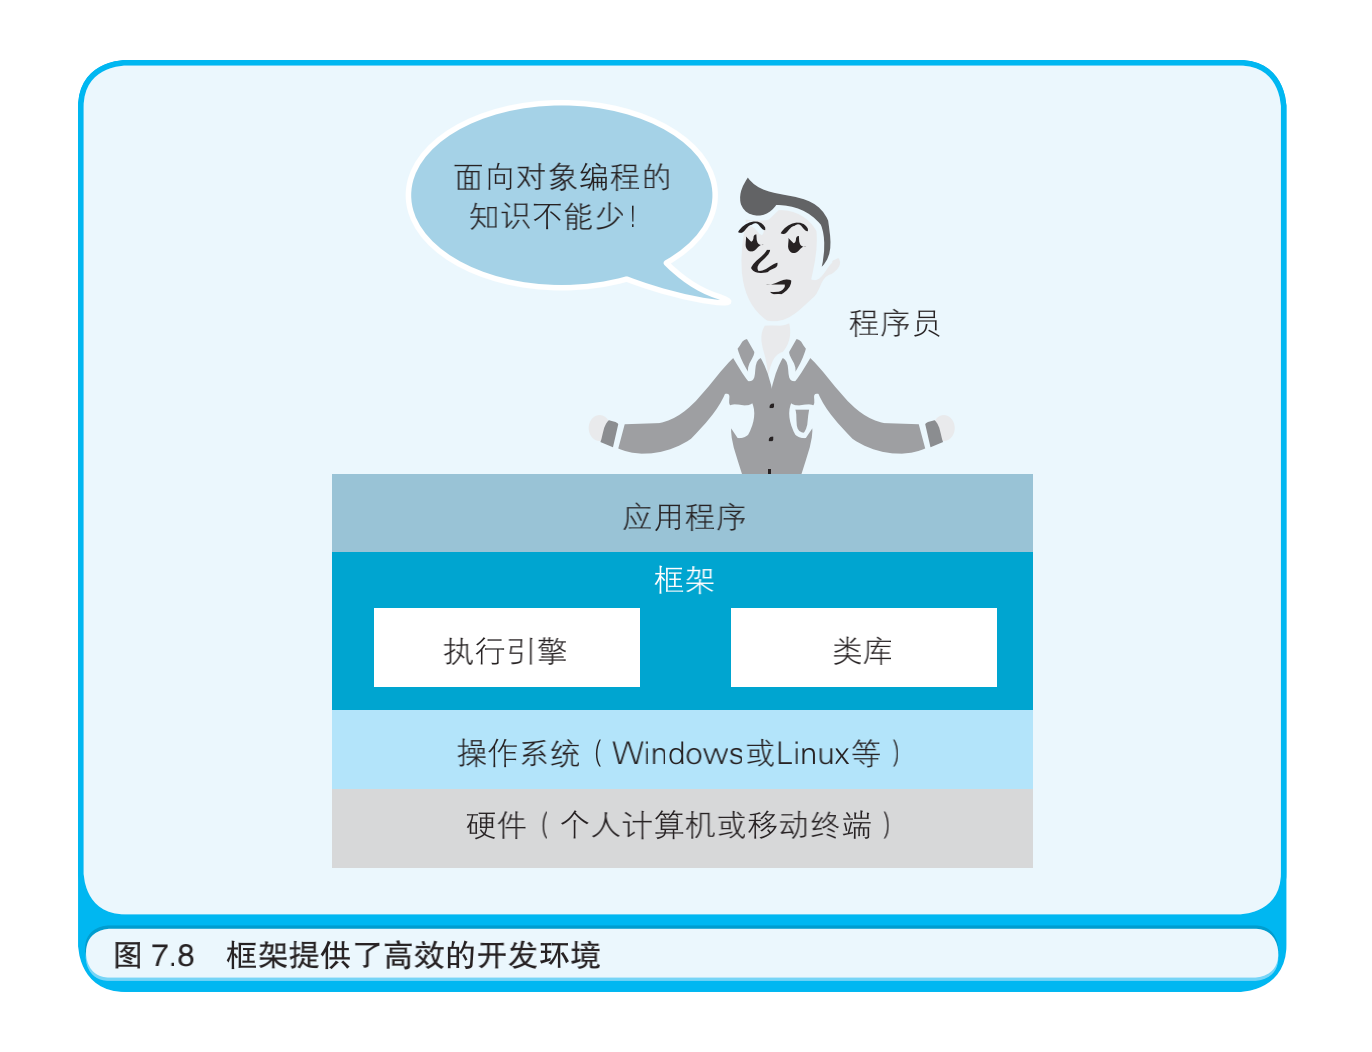 面向对象编程的
知识不能少！
程序员
应用程序
框架
执行引擎
类库
操作系统（Windows或Linux等）
硬件（个人计算机或移动终端）
图 7.8　框架提供了高效的开发环境